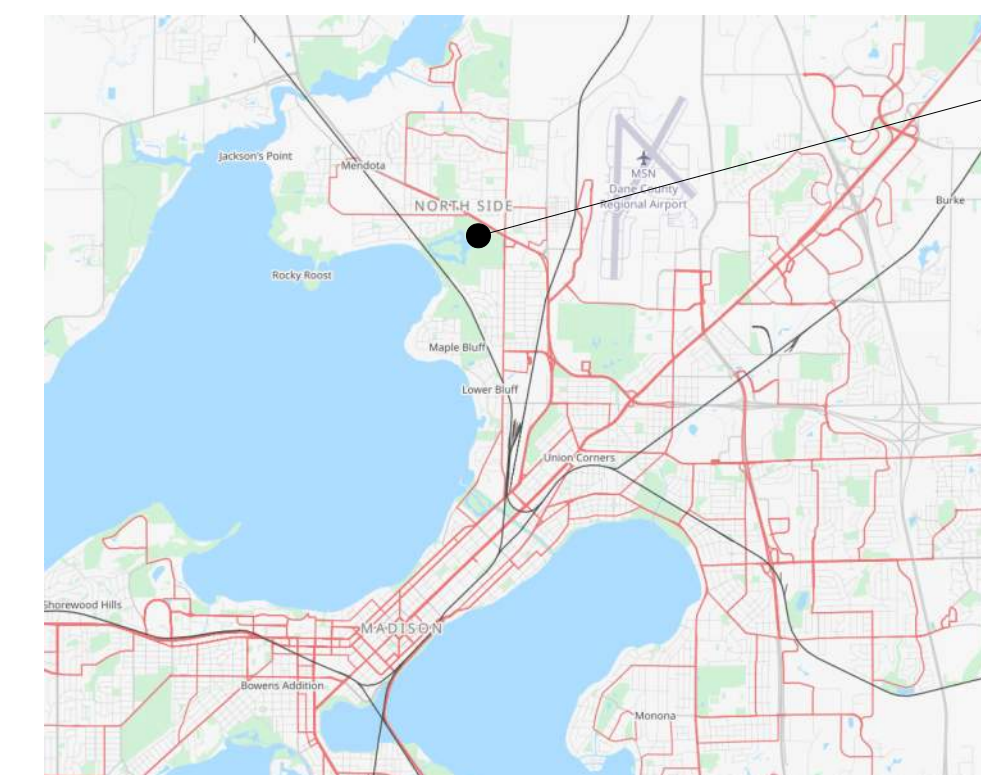 Jackson's Point
Mendota
MSN
Dane County
Regional Airport
NORTH SIDE
Burke
Rocky Roost
Maple Bluff
Lower Bluff
Union Corners
Shorewood Hills
MADISON
Bowens Addition
Monona